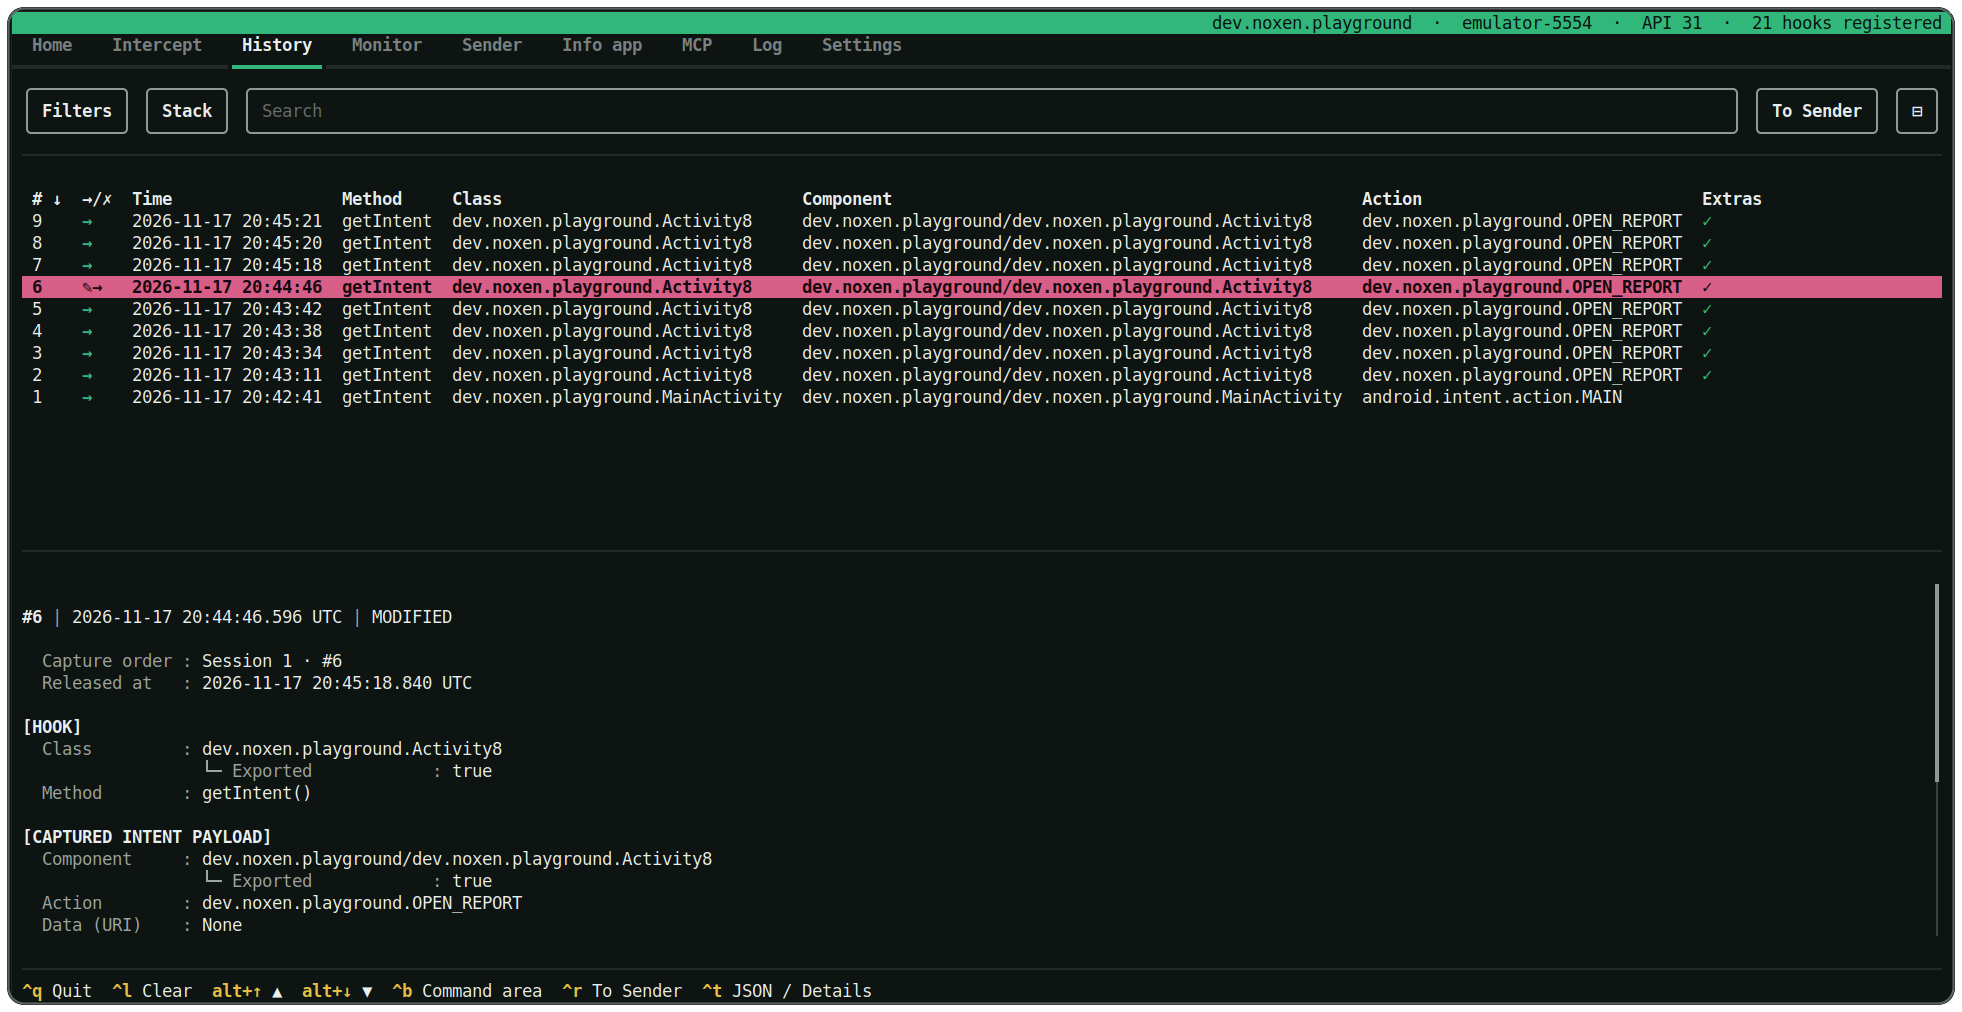 dev.noxen.playground · emulator-5554 · API 31 · 21 hooks registered
Home Intercept History Monitor Sender Info app MCP Log Settings
Filters Stack Search To Sender ⊟
# ↓ →/✗ Time Method Class Component Action Extras
9 → 2026-11-17 20:45:21 getIntent dev.noxen.playground.Activity8 dev.noxen.playground/dev.noxen.playground.Activity8 dev.noxen.playground.OPEN_REPORT ✓
8 → 2026-11-17 20:45:20 getIntent dev.noxen.playground.Activity8 dev.noxen.playground/dev.noxen.playground.Activity8 dev.noxen.playground.OPEN_REPORT ✓
7 → 2026-11-17 20:45:18 getIntent dev.noxen.playground.Activity8 dev.noxen.playground/dev.noxen.playground.Activity8 dev.noxen.playground.OPEN_REPORT ✓
6 ✎→ 2026-11-17 20:44:46 getIntent dev.noxen.playground.Activity8 dev.noxen.playground/dev.noxen.playground.Activity8 dev.noxen.playground.OPEN_REPORT ✓
5 → 2026-11-17 20:43:42 getIntent dev.noxen.playground.Activity8 dev.noxen.playground/dev.noxen.playground.Activity8 dev.noxen.playground.OPEN_REPORT ✓
4 → 2026-11-17 20:43:38 getIntent dev.noxen.playground.Activity8 dev.noxen.playground/dev.noxen.playground.Activity8 dev.noxen.playground.OPEN_REPORT ✓
3 → 2026-11-17 20:43:34 getIntent dev.noxen.playground.Activity8 dev.noxen.playground/dev.noxen.playground.Activity8 dev.noxen.playground.OPEN_REPORT ✓
2 → 2026-11-17 20:43:11 getIntent dev.noxen.playground.Activity8 dev.noxen.playground/dev.noxen.playground.Activity8 dev.noxen.playground.OPEN_REPORT ✓
1 → 2026-11-17 20:42:41 getIntent dev.noxen.playground.MainActivity dev.noxen.playground/dev.noxen.playground.MainActivity android.intent.action.MAIN
#6 | 2026-11-17 20:44:46.596 UTC | MODIFIED
Capture order : Session 1 · #6
Released at : 2026-11-17 20:45:18.840 UTC
[HOOK]
Class : dev.noxen.playground.Activity8
└─ Exported : true
Method : getIntent()
[CAPTURED INTENT PAYLOAD]
Component : dev.noxen.playground/dev.noxen.playground.Activity8
└─ Exported : true
Action : dev.noxen.playground.OPEN_REPORT
Data (URI) : None
^q Quit ^l Clear alt+↑ ▲ alt+↓ ▼ ^b Command area ^r To Sender ^t JSON / Details